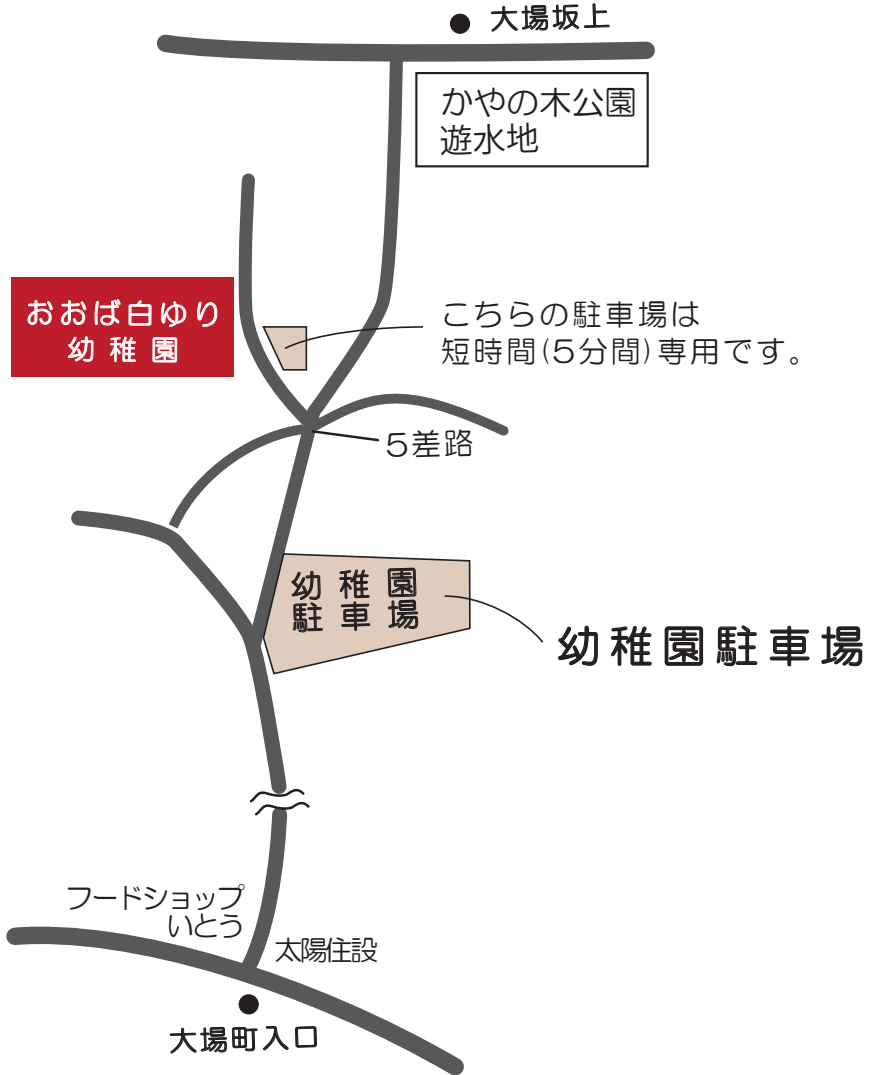 大場坂上
かやの木公園
遊水地
おおば白ゆり
幼稚園
こちらの駐車場は
短時間(5分間)専用です。
5差路
幼稚園
駐車場
幼稚園駐車場
フードショップ
いとう
太陽住設
大場町入口